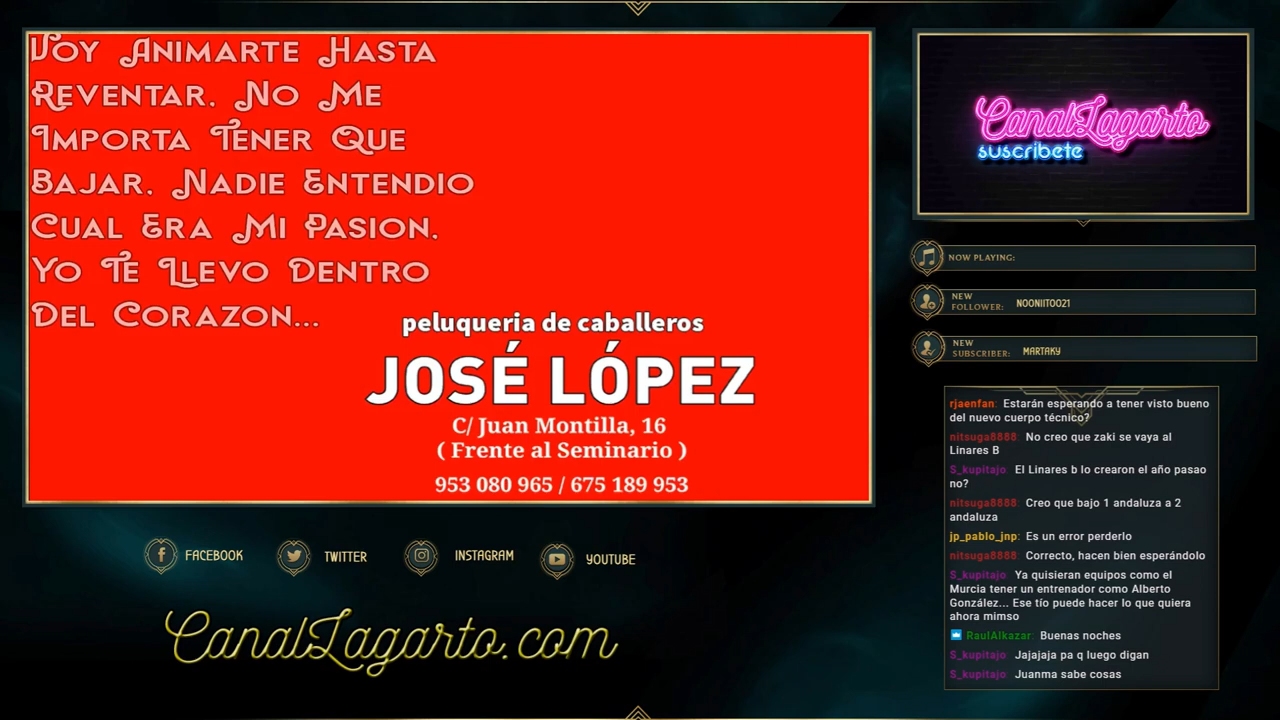 Voy Animarte Hasta
Reventar. No Me
Importa Tener Que
Bajar. Nadie Entendio
Cual Era Mi Pasion.
Yo Te Llevo Dentro
Del Corazon...
peluqueria de caballeros
JOSÉ LÓPEZ
C/ Juan Montilla, 16
( Frente al Seminario )
953 080 965 / 675 189 953
FACEBOOK
TWITTER
INSTAGRAM
YOUTUBE
CanalLagarto.com
CanalLagarto
suscribete
NOW PLAYING:
NEW
FOLLOWER: NOONIITOO21
NEW
SUBSCRIBER: MARTAKY
rjaenfan: Estarán esperando a tener visto bueno
del nuevo cuerpo técnico?
nitsuga8888: No creo que zaki se vaya al
Linares B
S_kupitajo: El Linares b lo crearon el año pasao
no?
nitsuga8888: Creo que bajo 1 andaluza a 2
andaluza
jp_pablo_jnp: Es un error perderlo
nitsuga8888: Correcto, hacen bien esperándolo
S_kupitajo: Ya quisieran equipos como el
Murcia tener un entrenador como Alberto
González... Ese tío puede hacer lo que quiera
ahora mimso
RaulAlkazar: Buenas noches
S_kupitajo: Jajajaja pa q luego digan
S_kupitajo: Juanma sabe cosas